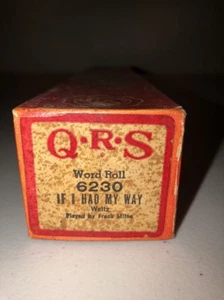 Q·R·S
Word Roll
6230
IF I HAD MY WAY
Waltz
Played by Frank Milne